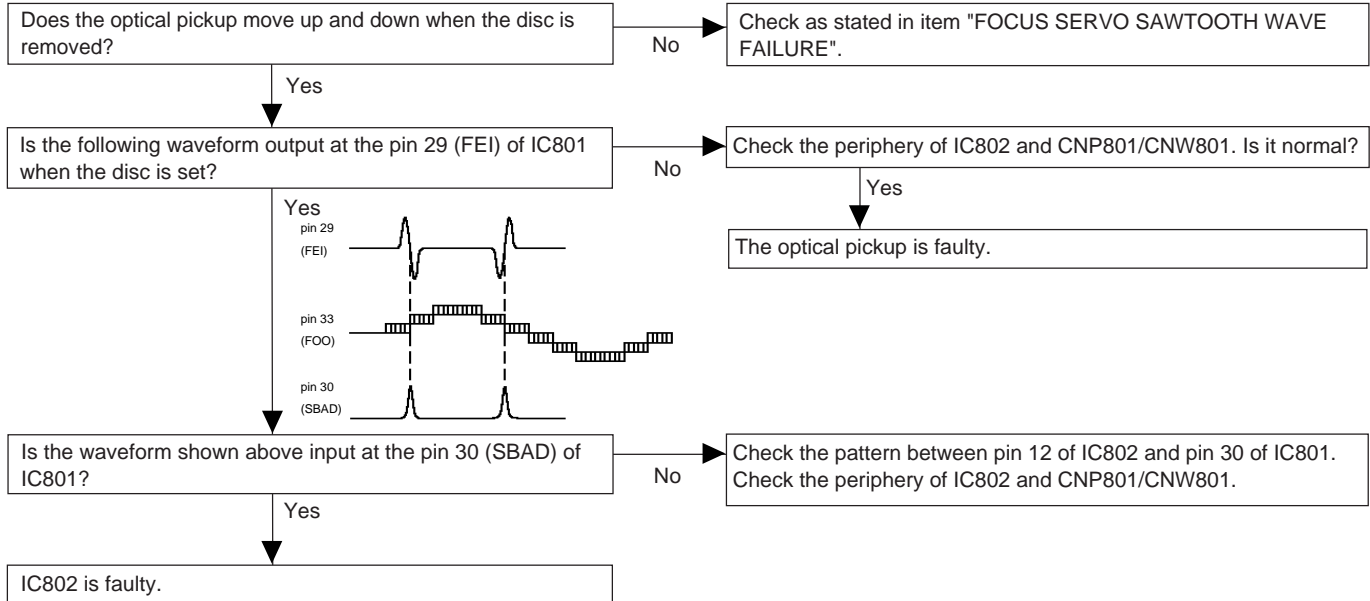 Does the optical pickup move up and down when the disc is
removed?
No
Check as stated in item "FOCUS SERVO SAWTOOTH WAVE
FAILURE".
Yes
Is the following waveform output at the pin 29 (FEI) of IC801
when the disc is set?
No
Check the periphery of IC802 and CNP801/CNW801. Is it normal?
Yes
The optical pickup is faulty.
Yes
pin 29
(FEI)
pin 33
(FOO)
pin 30
(SBAD)
Is the waveform shown above input at the pin 30 (SBAD) of
IC801?
No
Check the pattern between pin 12 of IC802 and pin 30 of IC801.
Check the periphery of IC802 and CNP801/CNW801.
Yes
IC802 is faulty.